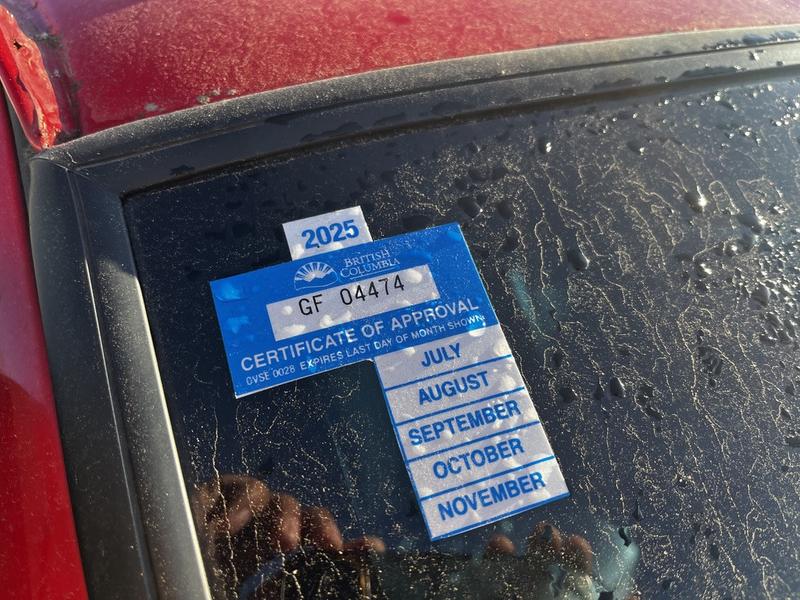 2025
BRITISH
COLUMBIA
GF 04474
CERTIFICATE OF APPROVAL
CVSE 0028 EXPIRES LAST DAY OF MONTH SHOWN.
JULY
AUGUST
SEPTEMBER
OCTOBER
NOVEMBER